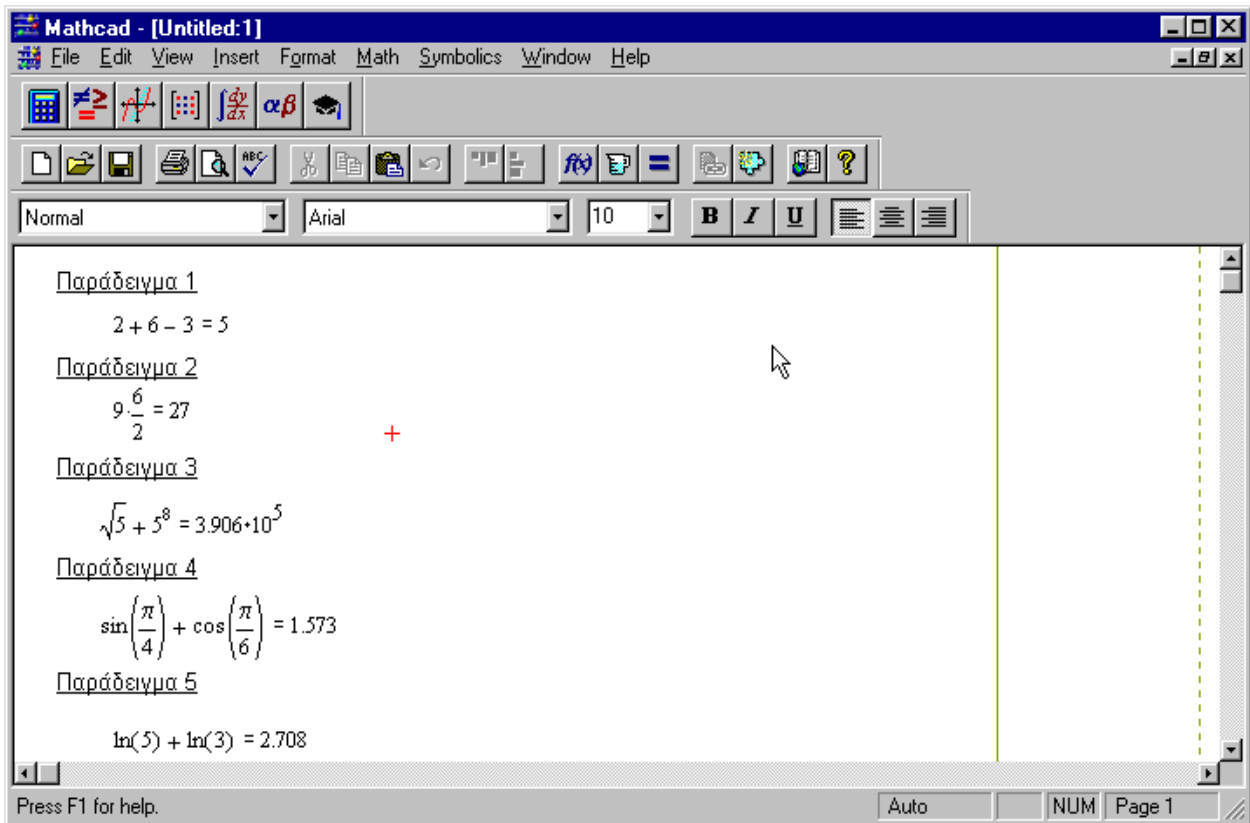 Mathcad - [Untitled:1]
File Edit View Insert Format Math Symbolics Window Help
Normal Arial 10 B I U
Παράδειγμα 1
2 + 6 − 3 = 5
Παράδειγμα 2
9·6/2 = 27
Παράδειγμα 3
√5 + 5^8 = 3.906•10^5
Παράδειγμα 4
sin(π/4) + cos(π/6) = 1.573
Παράδειγμα 5
ln(5) + ln(3) = 2.708
Press F1 for help. Auto NUM Page 1